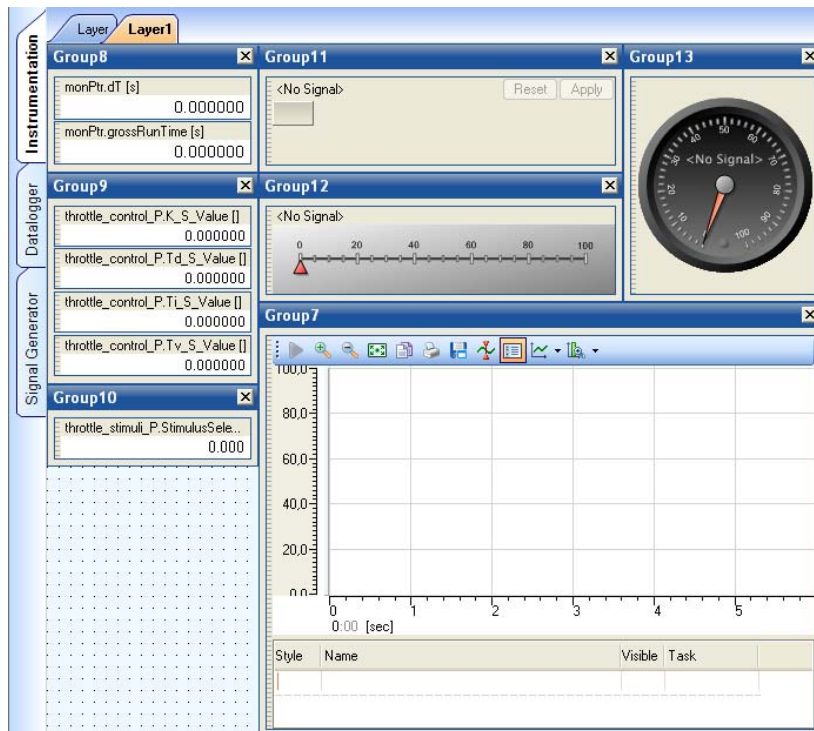 Layer
Layer1
Instrumentation
Datalogger
Signal Generator
Group8
monPtr.dT [s]
0.000000
monPtr.grossRunTime [s]
0.000000
Group9
throttle_control_P.K_S_Value []
0.000000
throttle_control_P.Td_S_Value []
0.000000
throttle_control_P.Ti_S_Value []
0.000000
throttle_control_P.Tv_S_Value []
0.000000
Group10
throttle_stimuli_P.StimulusSele...
0.000
Group11
<No Signal>
Reset Apply
Group12
<No Signal>
0 20 40 60 80 100
Group13
<No Signal>
10 20 30 40 50 60 70 80 90 100
Group7
100,0
80,0
60,0
40,0
20,0
0,0
0 1 2 3 4 5
0:00 [sec]
Style Name Visible Task